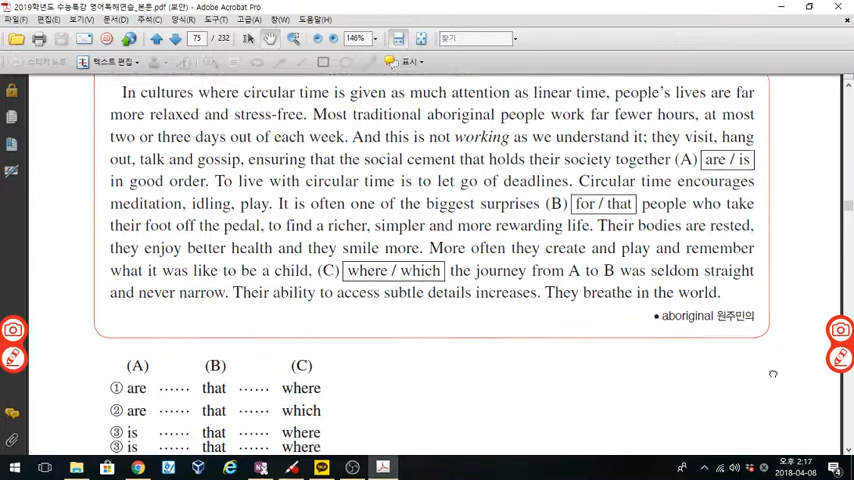 2019학년도 수능특강 영어독해연습_본문.pdf (보안) - Adobe Acrobat Pro
파일(F) 편집(E) 보기(V) 문서(D) 주석(C) 양식(R) 도구(T) 고급(A) 창(W) 도움말(H)
75 / 232 146% 찾기
스티커 노트 텍스트 편집 표시
In cultures where circular time is given as much attention as linear time, people's lives are far
more relaxed and stress-free. Most traditional aboriginal people work far fewer hours, at most
two or three days out of each week. And this is not working as we understand it; they visit, hang
out, talk and gossip, ensuring that the social cement that holds their society together (A) are / is
in good order. To live with circular time is to let go of deadlines. Circular time encourages
meditation, idling, play. It is often one of the biggest surprises (B) for / that people who take
their foot off the pedal, to find a richer, simpler and more rewarding life. Their bodies are rested,
they enjoy better health and they smile more. More often they create and play and remember
what it was like to be a child, (C) where / which the journey from A to B was seldom straight
and never narrow. Their ability to access subtle details increases. They breathe in the world.
• aboriginal 원주민의
(A) (B) (C)
① are ······ that ······ where
② are ······ that ······ which
③ is ······ that ······ where
③ is ······ that ······ where
오후 2:17
2018-04-08
4